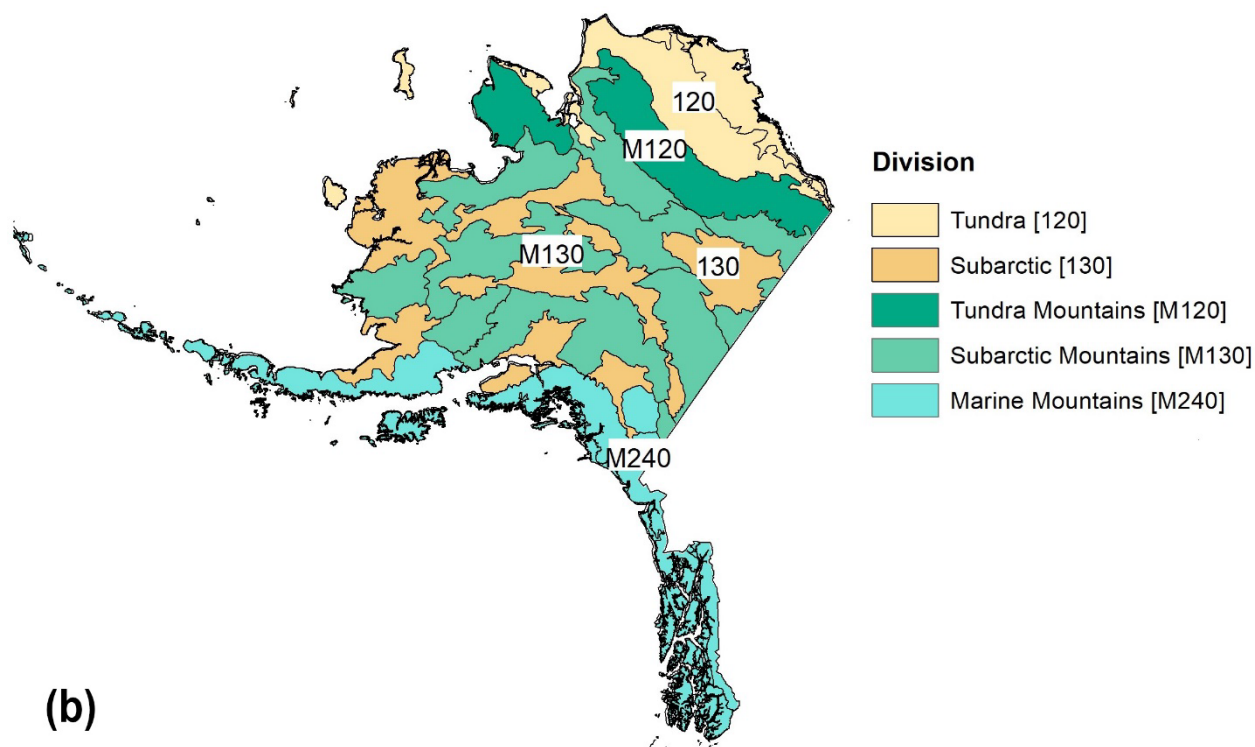 120
M120
M130
130
M240
Division
Tundra [120]
Subarctic [130]
Tundra Mountains [M120]
Subarctic Mountains [M130]
Marine Mountains [M240]
(b)